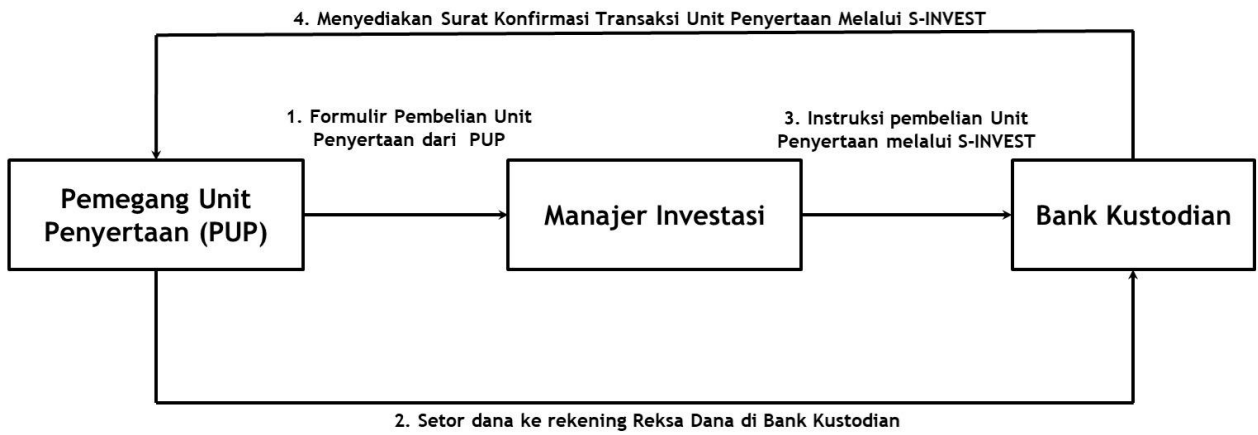 4. Menyediakan Surat Konfirmasi Transaksi Unit Penyertaan Melalui S-INVEST
1. Formulir Pembelian Unit
Penyertaan dari PUP
3. Instruksi pembelian Unit
Penyertaan melalui S-INVEST
Pemegang Unit
Penyertaan (PUP)
Manajer Investasi
Bank Kustodian
2. Setor dana ke rekening Reksa Dana di Bank Kustodian